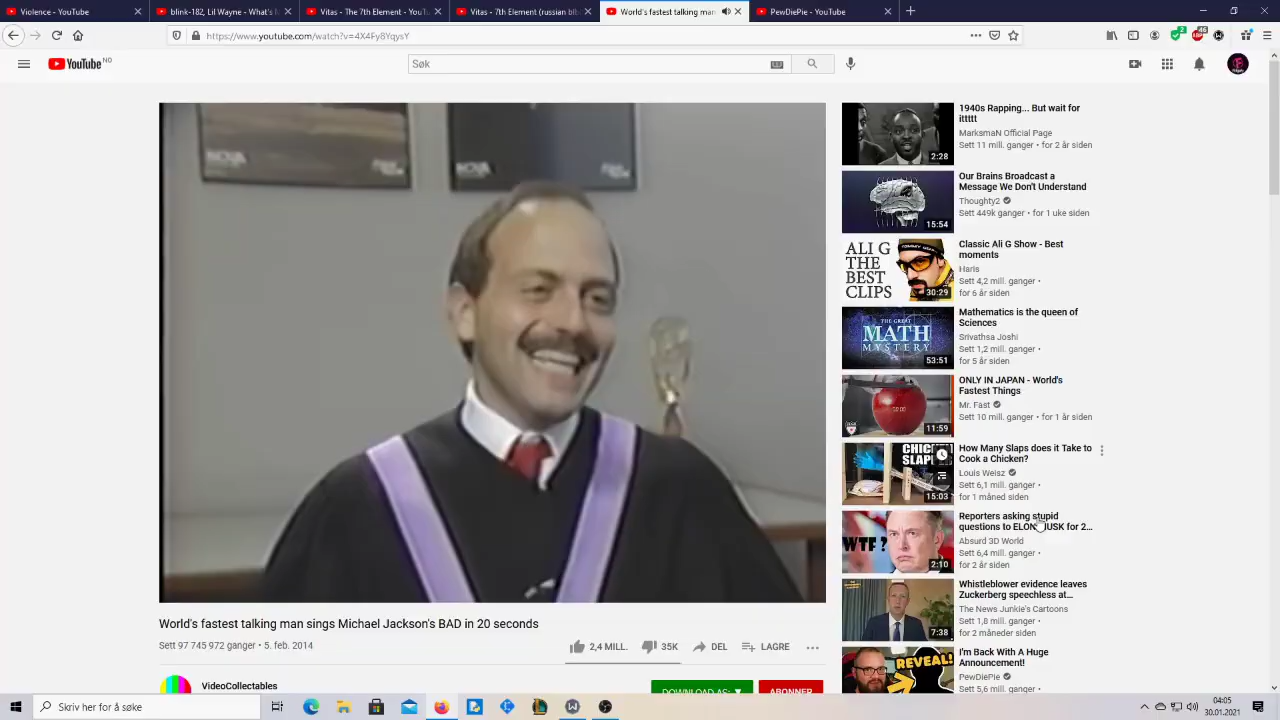 Violence - YouTube
blink-182, Lil Wayne - What's
Vitas - The 7th Element - YouTu
Vitas - 7th Element (russian bl
World's fastest talking man
PewDiePie - YouTube
https://www.youtube.com/watch?v=4X4Fy8YqysY
YouTube NO
Søk
1940s Rapping... But wait for
ittttt
MarksmaN Official Page
Sett 11 mill. ganger • for 2 år siden
2:28
Our Brains Broadcast a
Message We Don't Understand
Thoughty2
Sett 449k ganger • for 1 uke siden
15:54
ALI G
THE
BEST
CLIPS
30:29
Classic Ali G Show - Best
moments
Haris
Sett 4,2 mill. ganger •
for 6 år siden
THE GREAT
MATH
MYSTERY
53:51
Mathematics is the queen of
Sciences
Srivathsa Joshi
Sett 1,2 mill. ganger •
for 5 år siden
11:59
ONLY IN JAPAN - World's
Fastest Things
Mr. Fast
Sett 10 mill. ganger • for 1 år siden
15:03
How Many Slaps does it Take to
Cook a Chicken?
Louis Weisz
Sett 6,1 mill. ganger •
for 1 måned siden
WTF?
2:10
Reporters asking stupid
questions to ELON MUSK for 2...
Absurd 3D World
Sett 6,4 mill. ganger •
for 2 år siden
7:38
Whistleblower evidence leaves
Zuckerberg speechless at...
The News Junkie's Cartoons
Sett 1,8 mill. ganger •
for 2 måneder siden
REVEAL!
I'm Back With A Huge
Announcement!
PewDiePie
Sett 5,6 mill. ganger •
World's fastest talking man sings Michael Jackson's BAD in 20 seconds
Sett 97 745 972 ganger • 5. feb. 2014
2,4 MILL.
35K
DEL
LAGRE
VideoCollectables
DOWNLOAD AS: ▼
ABONNER
Skriv her for å søke
04:05
30.01.2021